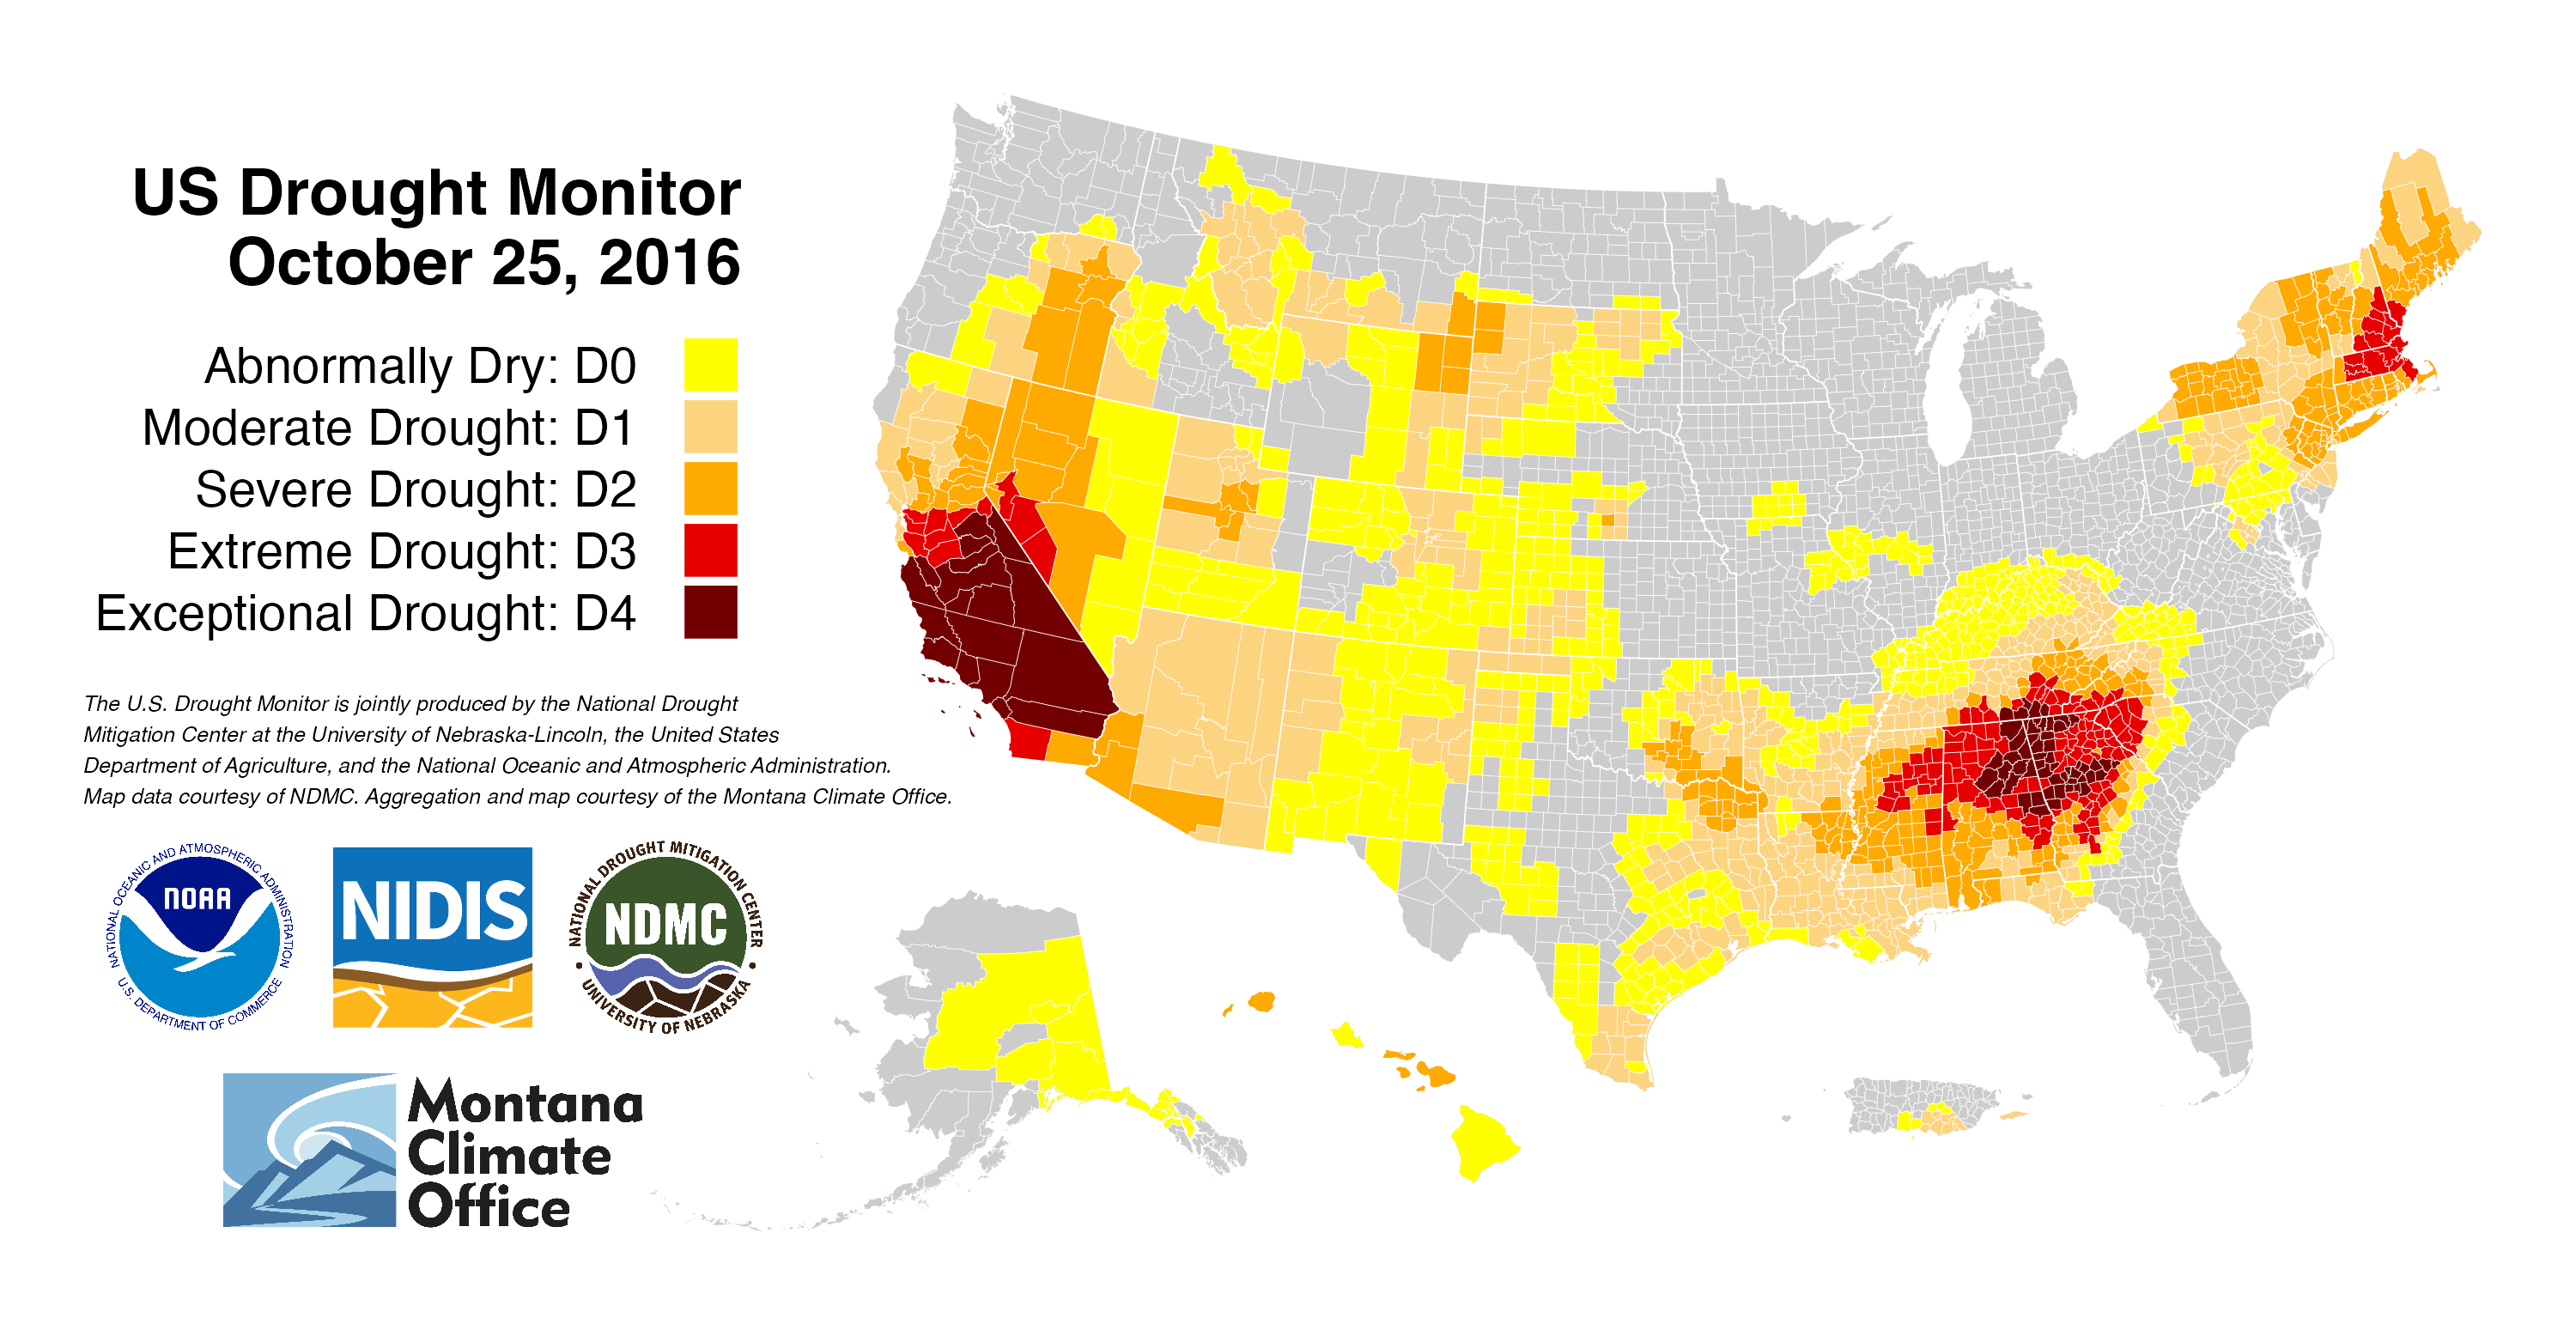 US Drought Monitor
October 25, 2016
Abnormally Dry: D0
Moderate Drought: D1
Severe Drought: D2
Extreme Drought: D3
Exceptional Drought: D4
The U.S. Drought Monitor is jointly produced by the National Drought
Mitigation Center at the University of Nebraska-Lincoln, the United States
Department of Agriculture, and the National Oceanic and Atmospheric Administration.
Map data courtesy of NDMC. Aggregation and map courtesy of the Montana Climate Office.
NATIONAL OCEANIC AND ATMOSPHERIC ADMINISTRATION
NOAA
U.S. DEPARTMENT OF COMMERCE
NIDIS
NATIONAL DROUGHT MITIGATION CENTER
NDMC
UNIVERSITY OF NEBRASKA
Montana
Climate
Office